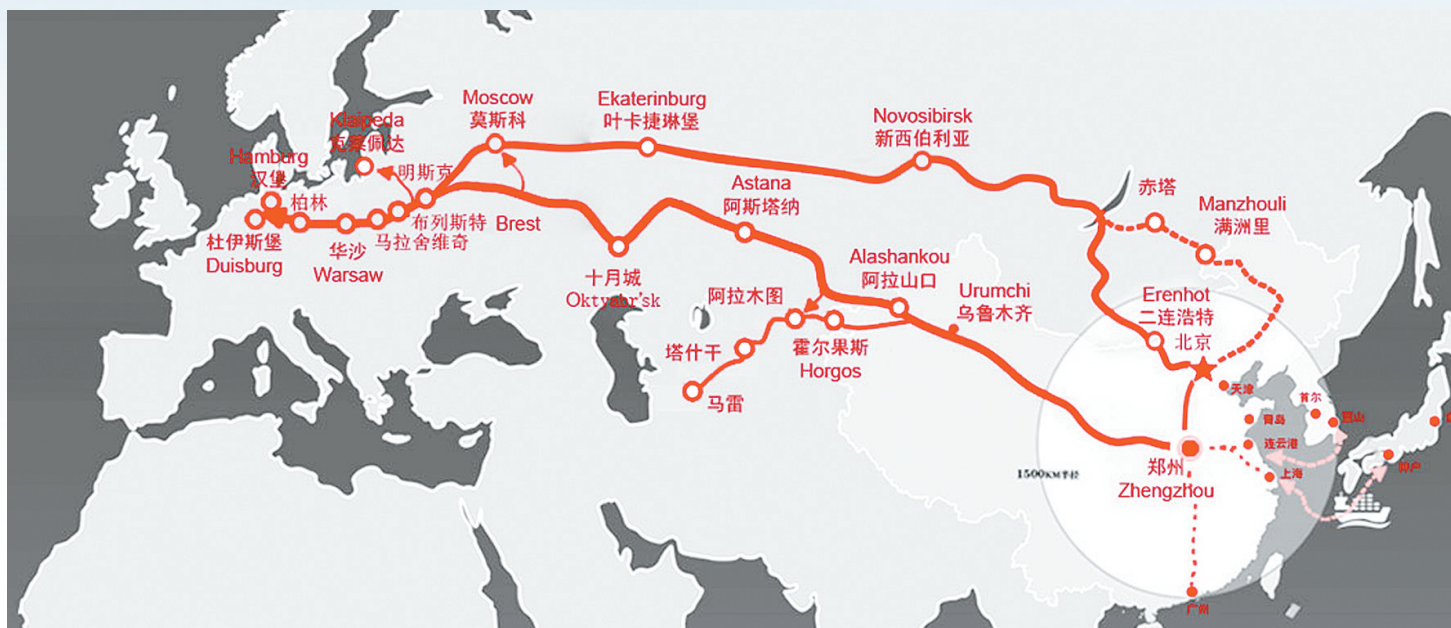 Moscow
莫斯科
Ekaterinburg
叶卡捷琳堡
Novosibirsk
新西伯利亚
Klaipeda
克莱佩达
Hamburg
汉堡
明斯克
柏林
Astana
阿斯塔纳
赤塔
Manzhouli
满洲里
布列斯特
Brest
杜伊斯堡
Duisburg
华沙
Warsaw
马拉舍维奇
十月城
Oktyabr'sk
Alashankou
阿拉山口
阿拉木图
Urumchi
乌鲁木齐
Erenhot
二连浩特
北京
塔什干
霍尔果斯
Horgos
马雷
天津
首尔
釜山
青岛
连云港
神户
上海
1500KM半径
郑州
Zhengzhou
广州